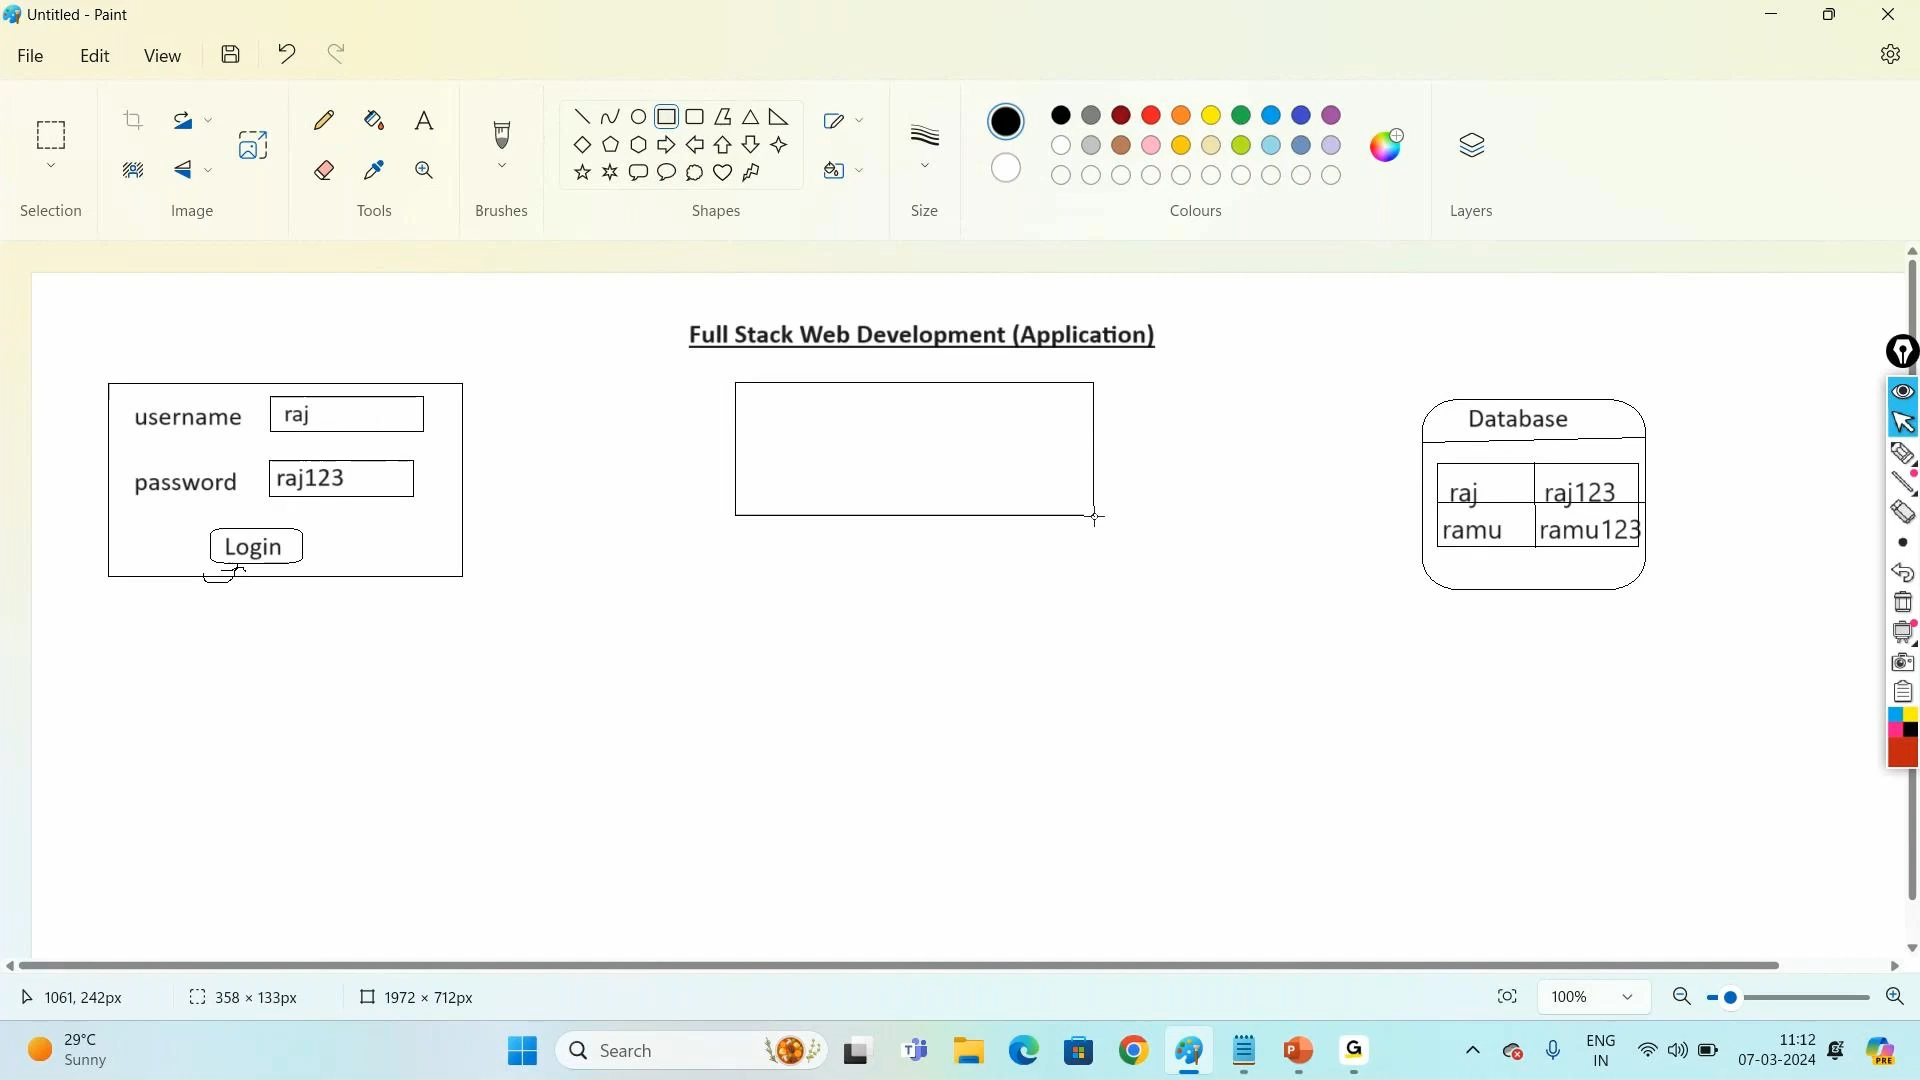 Untitled - Paint
File Edit View
Selection Image Tools Brushes Shapes Size Colours Layers
Full Stack Web Development (Application)
username raj
password raj123
Login
Database
raj raj123
ramu ramu123
1061, 242px 358 × 133px 1972 × 712px 100%
29°C
Sunny
Search
ENG
IN
11:12
07-03-2024
PRE